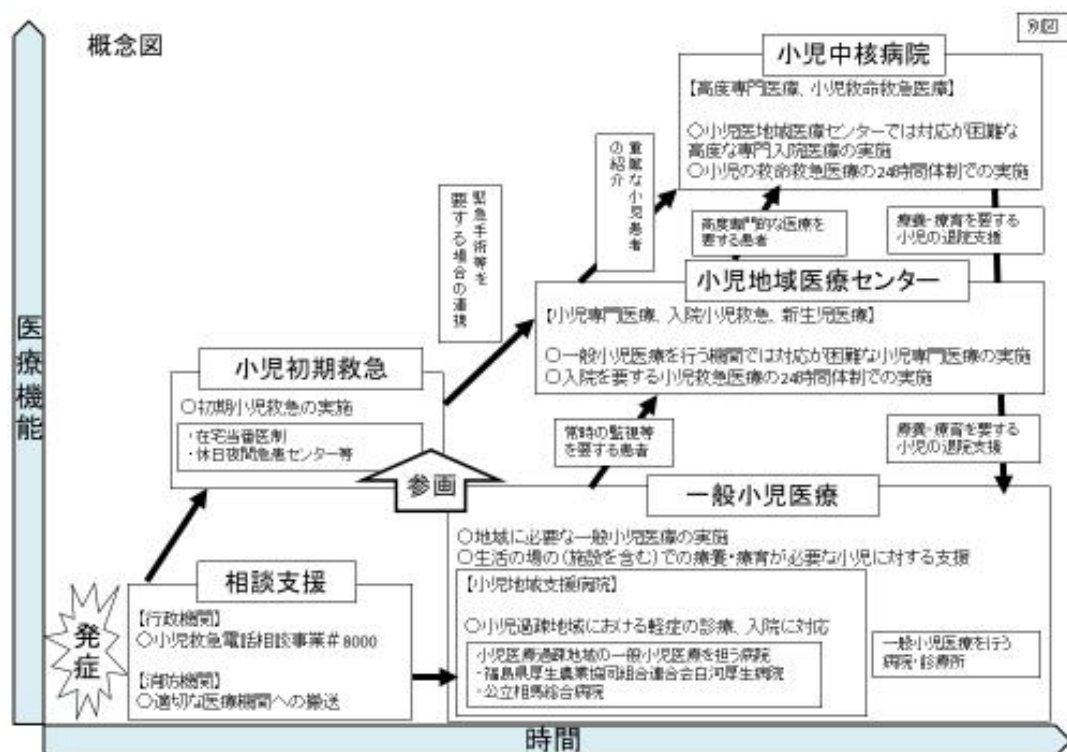 別図
概念図
医療機能
時間
発症
相談支援
【行政機関】
○小児救急電話相談事業#8000
【消防機関】
○適切な医療機関への搬送
小児初期救急
○初期小児救急の実施
・在宅当番医制
・休日夜間急患センター等
参画
一般小児医療
○地域に必要な一般小児医療の実施
○生活の場の(施設を含む)での療養・療育が必要な小児に対する支援
【小児地域支援病院】
○小児過疎地域における軽症の診療、入院に対応
小児医療過疎地域の一般小児医療を担う病院
・福島県厚生農業協同組合連合会白河厚生病院
・公立相馬総合病院
一般小児医療を行う
病院・診療所
緊急手術等を
要する場合の連携
常時の監視等
を要する患者
小児地域医療センター
【小児専門医療、入院小児救急、新生児医療】
○一般小児医療を行う機関では対応が困難な小児専門医療の実施
○入院を要する小児救急医療の24時間体制での実施
療養・療育を要する
小児の退院支援
重篤な小児患者
の紹介
高度専門的な医療を
要する患者
療養・療育を要する
小児の退院支援
小児中核病院
【高度専門医療、小児救命救急医療】
○小児医地域医療センターでは対応が困難な
高度な専門入院医療の実施
○小児の救命救急医療の24時間体制での実施